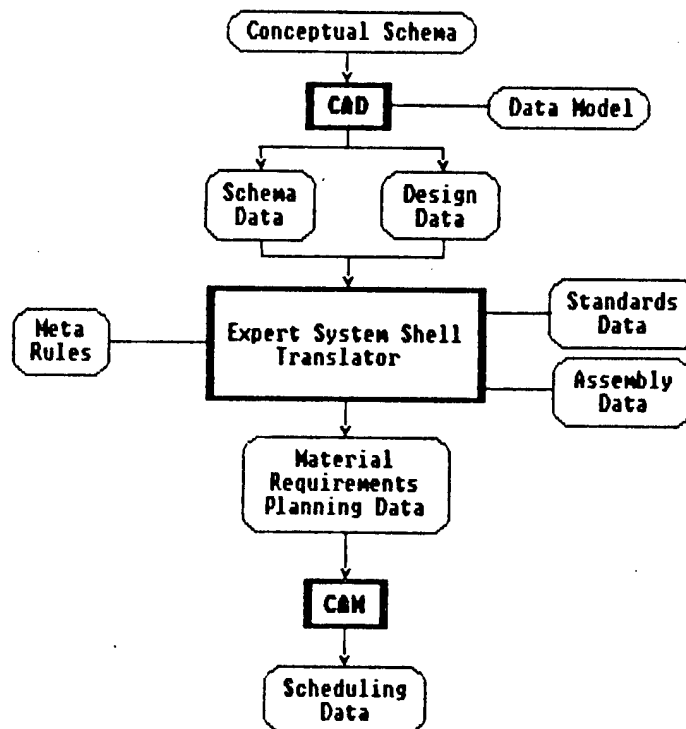 Conceptual Schema
CAD
Data Model
Schema
Data
Design
Data
Meta
Rules
Expert System Shell
Translator
Standards
Data
Assembly
Data
Material
Requirements
Planning Data
CAM
Scheduling
Data